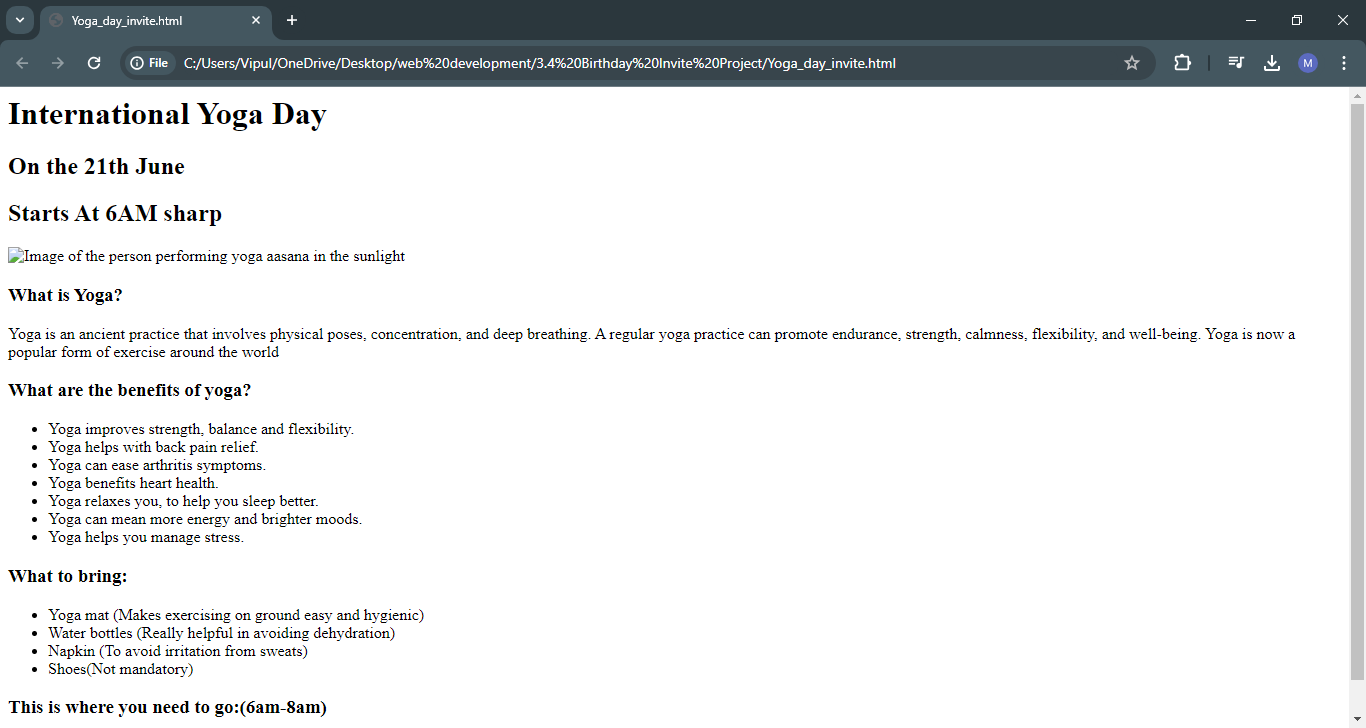 Yoga_day_invite.html
File
C:/Users/Vipul/OneDrive/Desktop/web%20development/3.4%20Birthday%20Invite%20Project/Yoga_day_invite.html
M
International Yoga Day
On the 21th June
Starts At 6AM sharp
Image of the person performing yoga aasana in the sunlight
What is Yoga?
Yoga is an ancient practice that involves physical poses, concentration, and deep breathing. A regular yoga practice can promote endurance, strength, calmness, flexibility, and well-being. Yoga is now a
popular form of exercise around the world
What are the benefits of yoga?
• Yoga improves strength, balance and flexibility.
• Yoga helps with back pain relief.
• Yoga can ease arthritis symptoms.
• Yoga benefits heart health.
• Yoga relaxes you, to help you sleep better.
• Yoga can mean more energy and brighter moods.
• Yoga helps you manage stress.
What to bring:
• Yoga mat (Makes exercising on ground easy and hygienic)
• Water bottles (Really helpful in avoiding dehydration)
• Napkin (To avoid irritation from sweats)
• Shoes(Not mandatory)
This is where you need to go:(6am-8am)